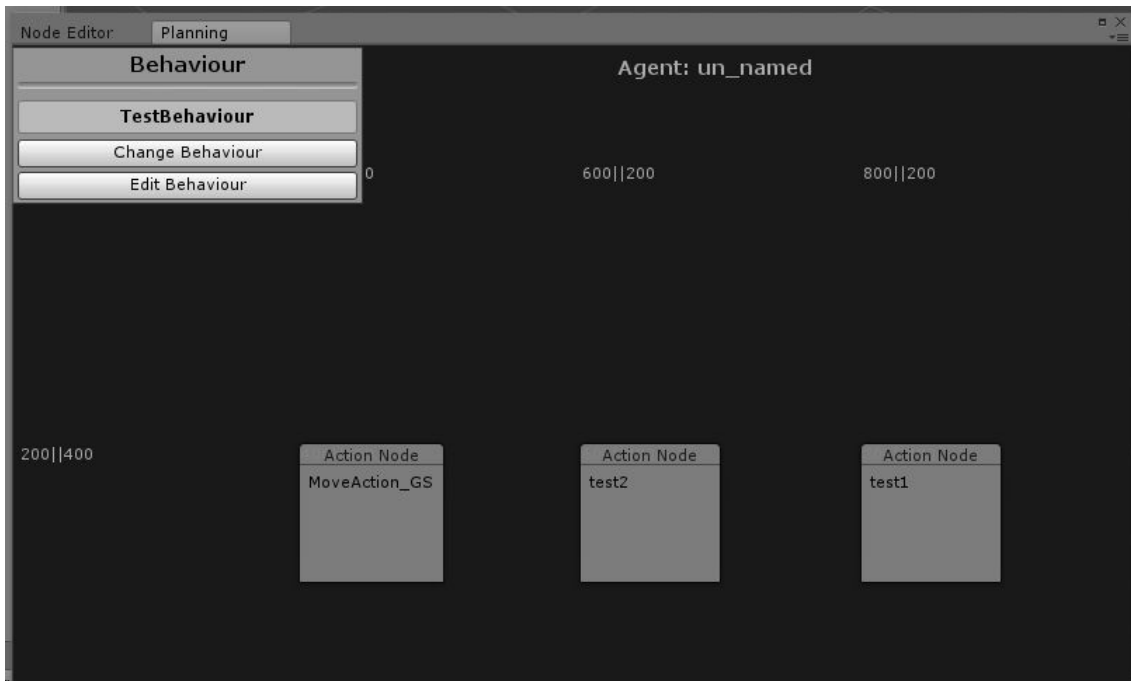 Node Editor
Planning
Behaviour
TestBehaviour
Change Behaviour
Edit Behaviour
Agent: un_named
0
600||200
800||200
200||400
Action Node
MoveAction_GS
Action Node
test2
Action Node
test1